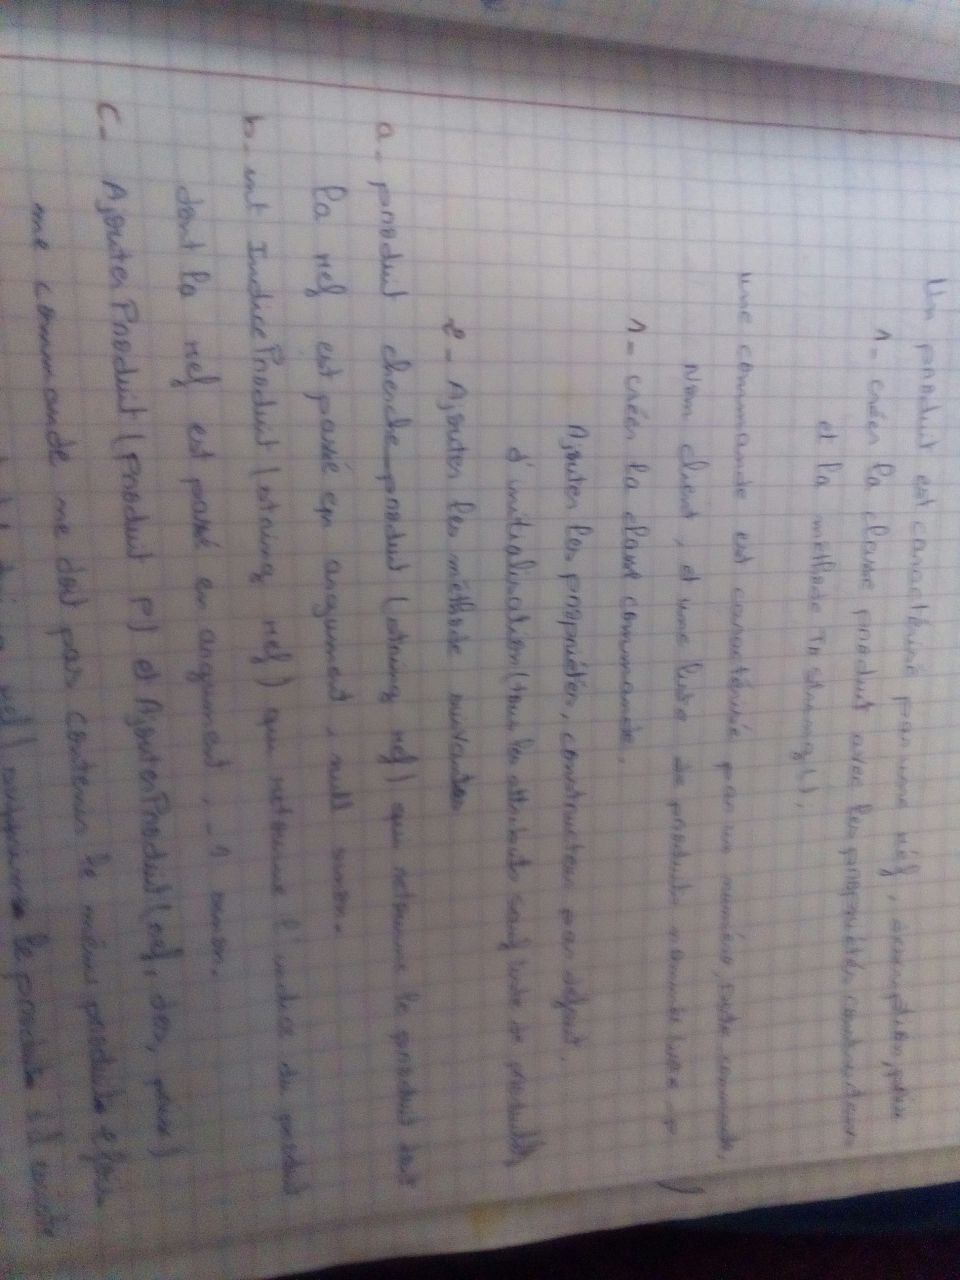 Un produit est caractérisé par une réf, description, prix
1- créer la classe produit avec les propriétés constructeurs
et la méthode ToString().
une commande est caractérisée par un numéro, date commande,
Nom client, et une liste de produits nommée liste_p
1- créer la classe commande.
Ajouter les propriétés, constructeur par défaut,
d'initialisation (tous les attributs sauf liste de produits)
2- Ajouter les méthode suivantes
a- produit cherche_produit (string ref) qui retourne le produit dont
la ref est passé en argument, null sinon.
b- int IndiceProduit (string ref) qui retourne l'indice du produit
dont la ref est passé en argument, -1 sinon.
c- AjouterProduit (Produit P) et AjouterProduit (ref, des, prix)
une commande ne doit pas contenir le même produits 2 fois
ref) supprime le produit s'il existe